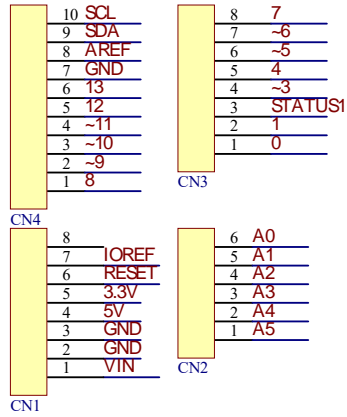 10 SCL
9 SDA
8 AREF
7 GND
6 13
5 12
4 ~11
3 ~10
2 ~9
1 8
CN4
8 7
7 ~6
6 ~5
5 4
4 ~3
3 STATUS1
2 1
1 0
CN3
8
7 IOREF
6 RESET
5 3.3V
4 5V
3 GND
2 GND
1 VIN
CN1
6 A0
5 A1
4 A2
3 A3
2 A4
1 A5
CN2